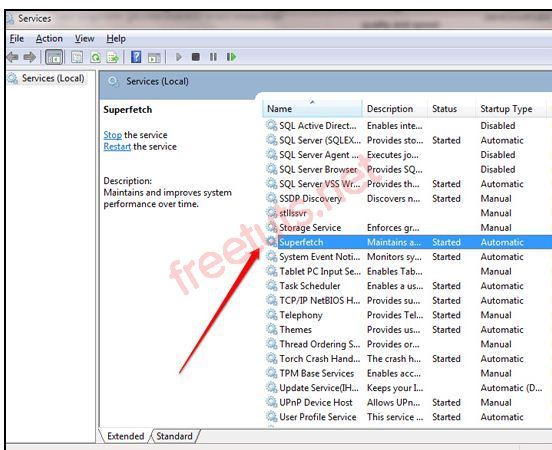 Services
File Action View Help
Services (Local)
Services (Local)
Superfetch
Stop the service
Restart the service
Description:
Maintains and improves system
performance over time.
Name Description Status Startup Type
SQL Active Direct... Enables inte... Disabled
SQL Server (SQLEX... Provides sto... Started Automatic
SQL Server Agent ... Executes jo... Disabled
SQL Server Browser Provides SQ... Disabled
SQL Server VSS Wr... Provides th... Started Automatic
SSDP Discovery Discovers n... Started Manual
stllssvr Manual
Storage Service Enforces gr... Manual
Superfetch Maintains a... Started Automatic
System Event Noti... Monitors sy... Started Automatic
Tablet PC Input Se... Enables Tab... Manual
Task Scheduler Enables a us... Started Automatic
TCP/IP NetBIOS H... Provides su... Started Automatic
Telephony Provides Tel... Started Manual
Themes Provides us... Started Automatic
Thread Ordering S... Provides or... Manual
Torch Crash Hand... The crash h... Started Automatic
TPM Base Services Enables acc... Manual
Update Service(IH... Keeps your I... Automatic (D...
UPnP Device Host Allows UPn... Started Manual
User Profile Service This service ... Started Automatic
Extended Standard
freetuts.net